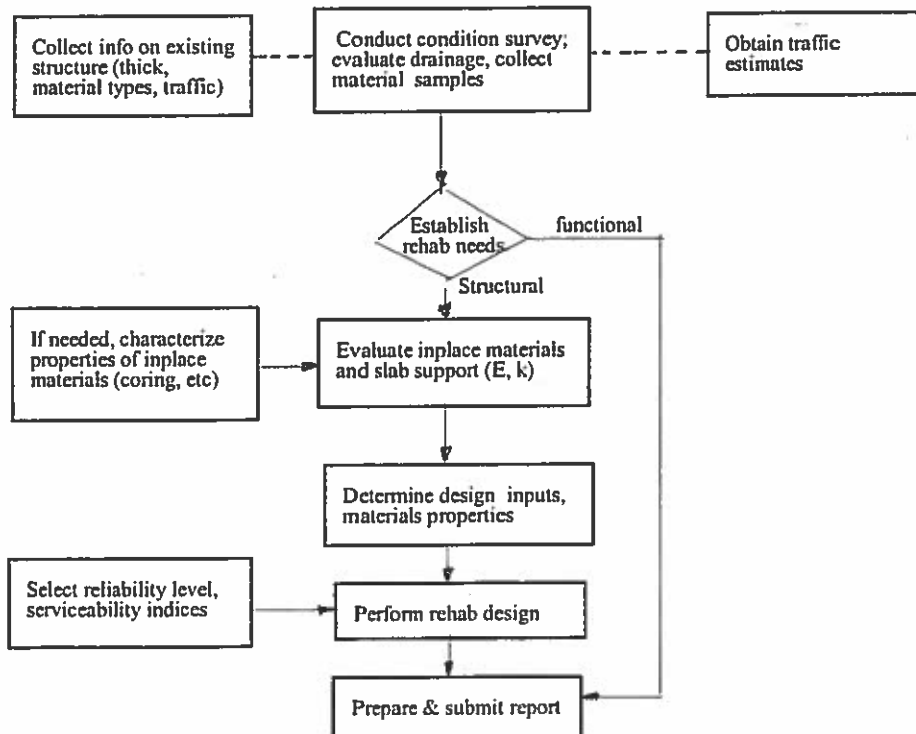 Collect info on existing
structure (thick,
material types, traffic)
Conduct condition survey;
evaluate drainage, collect
material samples
Obtain traffic
estimates
Establish
rehab needs
functional
Structural
If needed, characterize
properties of inplace
materials (coring, etc)
Evaluate inplace materials
and slab support (E, k)
Determine design inputs,
materials properties
Select reliability level,
serviceability indices
Perform rehab design
Prepare & submit report